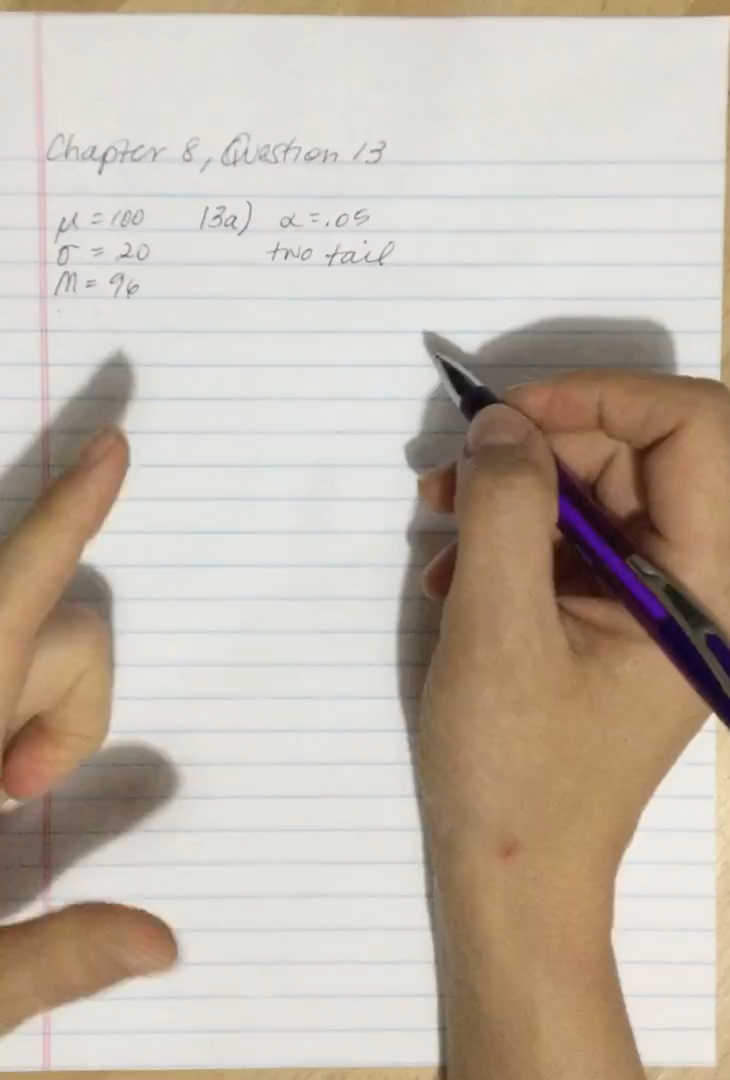 Chapter 8, Question 13
μ = 100 13a) α = .05
σ = 20 two tail
M = 96